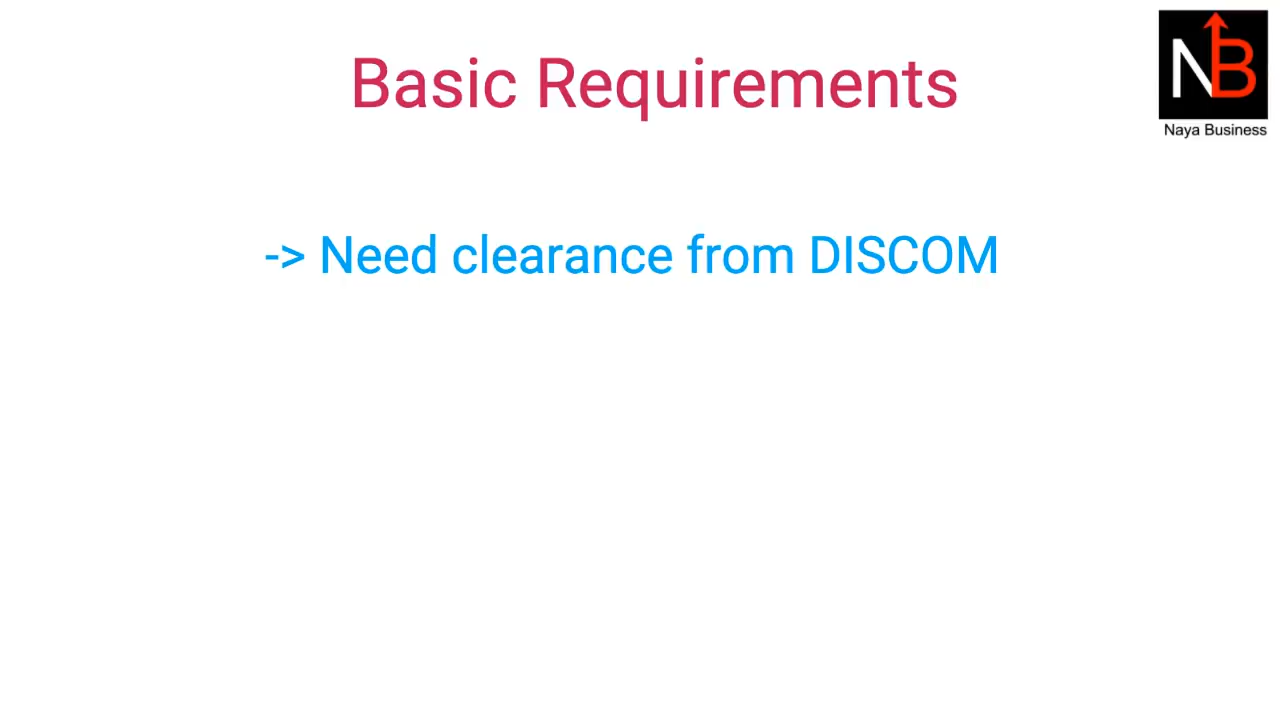 Basic Requirements
NB
Naya Business
-> Need clearance from DISCOM